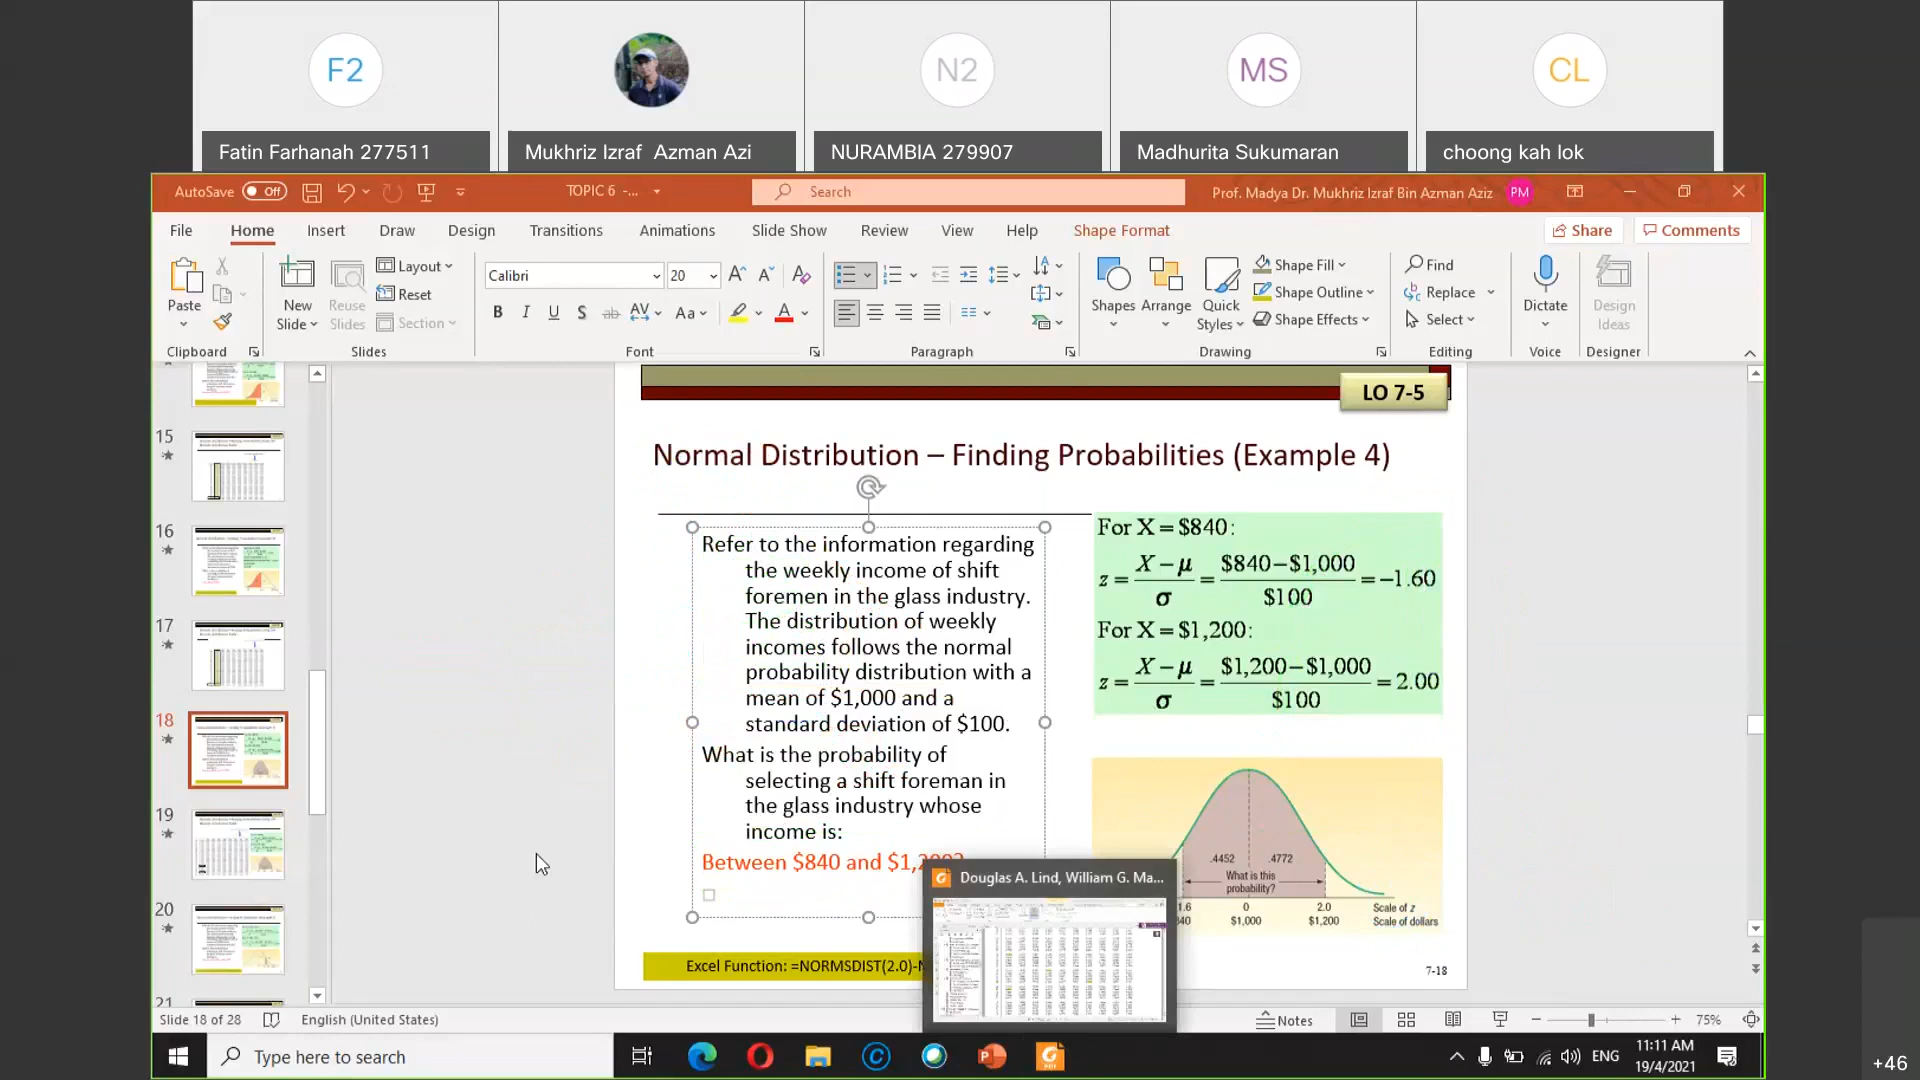 F2
N2
MS
CL
Fatin Farhanah 277511
Mukhriz Izraf Azman Azi
NURAMBIA 279907
Madhurita Sukumaran
choong kah lok
AutoSave Off
TOPIC 6 -...
Search
Prof. Madya Dr. Mukhriz Izraf Bin Azman Aziz
PM
File Home Insert Draw Design Transitions Animations Slide Show Review View Help Shape Format
Share
Comments
Paste
New Slide
Reuse Slides
Layout
Reset
Section
Calibri
20
Shapes
Arrange
Quick Styles
Shape Fill
Shape Outline
Shape Effects
Find
Replace
Select
Dictate
Design Ideas
Clipboard
Slides
Font
Paragraph
Drawing
Editing
Voice
Designer
15
16
17
18
19
20
21
LO 7-5
Normal Distribution – Finding Probabilities (Example 4)
Refer to the information regarding
the weekly income of shift
foremen in the glass industry.
The distribution of weekly
incomes follows the normal
probability distribution with a
mean of $1,000 and a
standard deviation of $100.
What is the probability of
selecting a shift foreman in
the glass industry whose
income is:
Between $840 and $1,200?
For X = $840:
z = X − μ / σ = $840 − $1,000 / $100 = −1.60
For X = $1,200:
z = X − μ / σ = $1,200 − $1,000 / $100 = 2.00
.4452 .4772
What is this
probability?
1.6 0 2.0 Scale of z
840 $1,000 $1,200 Scale of dollars
Excel Function: =NORMSDIST(2.0)-N
7-18
Douglas A. Lind, William G. Ma...
Slide 18 of 28
English (United States)
Notes
75%
Type here to search
ENG
11:11 AM
19/4/2021
+46